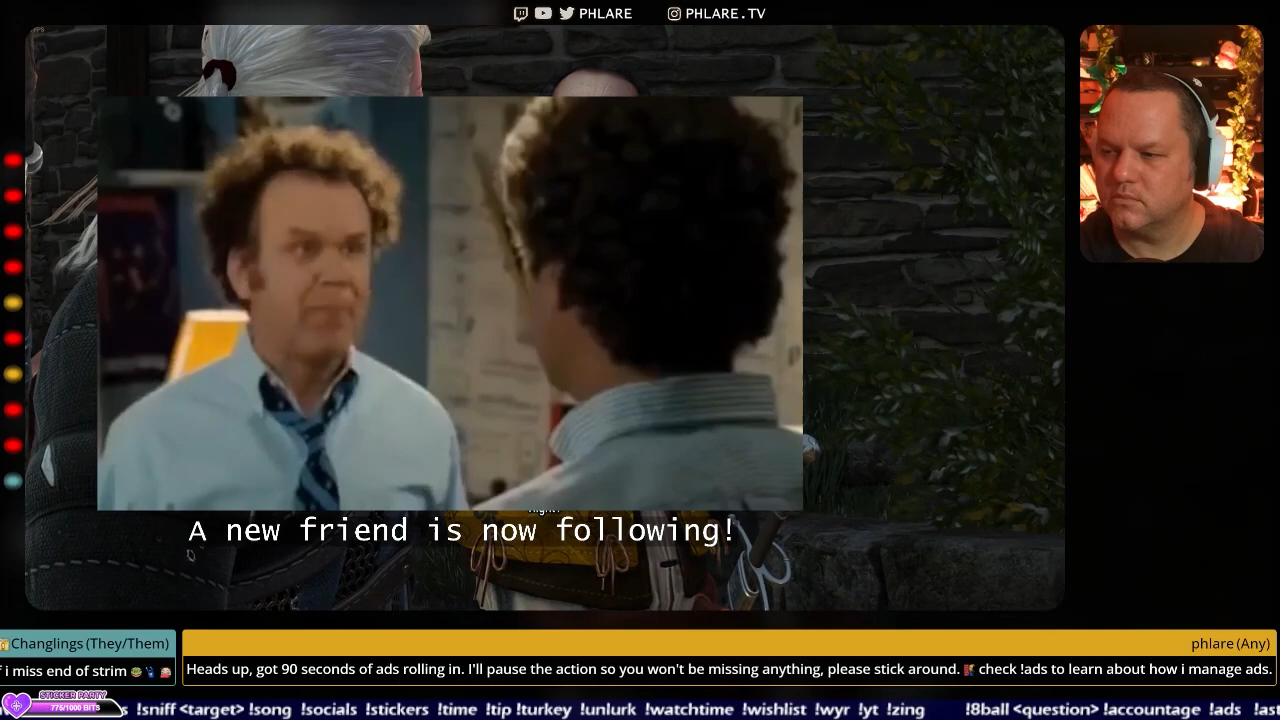 PHLARE PHLARE.TV
A new friend is now following!
Changlings (They/Them)
i miss end of strim
phlare (Any)
Heads up, got 90 seconds of ads rolling in. I'll pause the action so you won't be missing anything, please stick around. check !ads to learn about how i manage ads.
STICKER PARTY
775/1000 BITS
!sniff <target> !song !socials !stickers !time !tip !turkey !unlurk !watchtime !wishlist !wyr !yt !zing !8ball <question> !accountage !ads